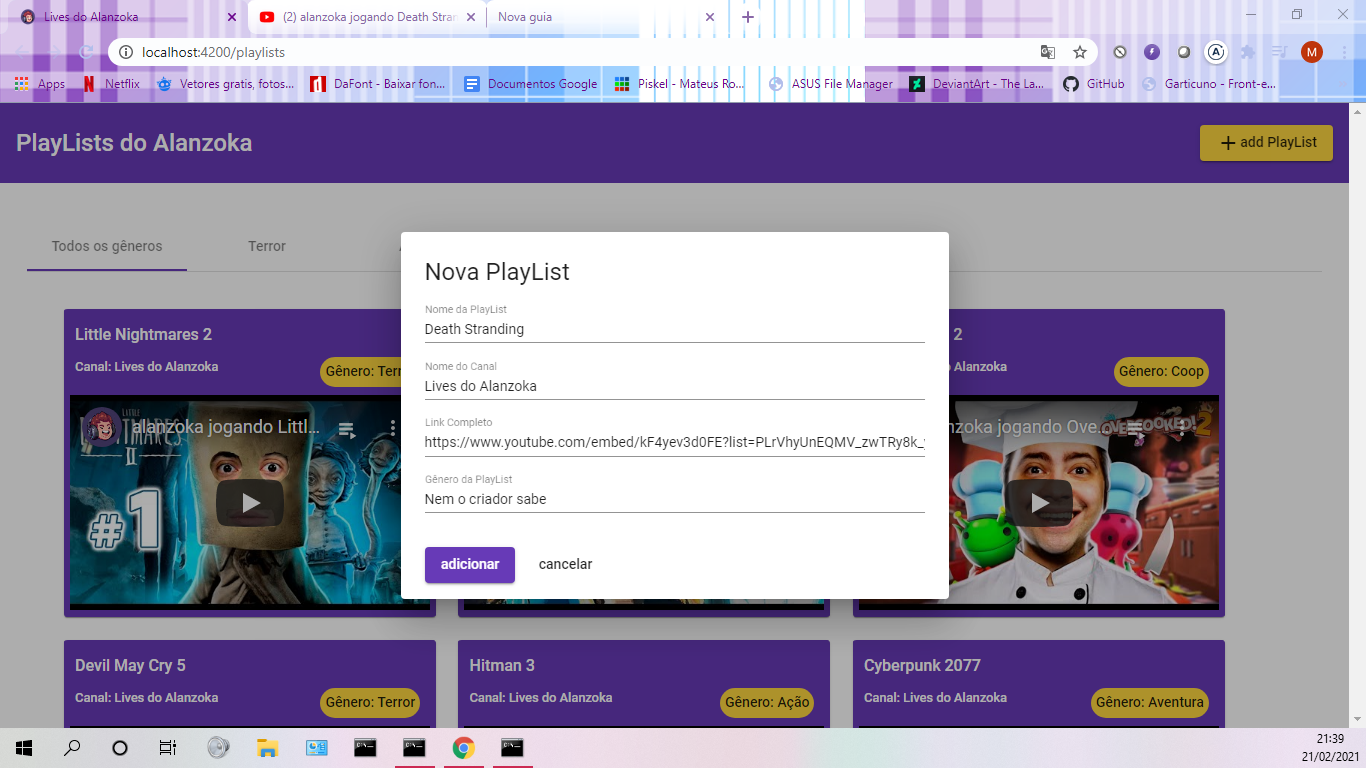 Lives do Alanzoka
(2) alanzoka jogando Death Stran
Nova guia
localhost:4200/playlists
M
Apps
Netflix
Vetores gratis, fotos...
DaFont - Baixar fon...
Documentos Google
Piskel - Mateus Ro...
ASUS File Manager
DeviantArt - The La...
GitHub
Garticuno - Front-e...
PlayLists do Alanzoka
add PlayList
Todos os gêneros
Terror
Nova PlayList
Nome da PlayList
Death Stranding
Nome do Canal
Lives do Alanzoka
Link Completo
https://www.youtube.com/embed/kF4yev3d0FE?list=PLrVhyUnEQMV_zwTRy8k_
Gênero da PlayList
Nem o criador sabe
adicionar
cancelar
Little Nightmares 2
Canal: Lives do Alanzoka
Gênero: Terr
alanzoka jogando Littl...
LITTLE
NIGHTMARES
II
#1
2
o Alanzoka
Gênero: Coop
nzoka jogando Ove...
OVERCOOKED! 2
Devil May Cry 5
Canal: Lives do Alanzoka
Gênero: Terror
Hitman 3
Canal: Lives do Alanzoka
Gênero: Ação
Cyberpunk 2077
Canal: Lives do Alanzoka
Gênero: Aventura
21:39
21/02/2021